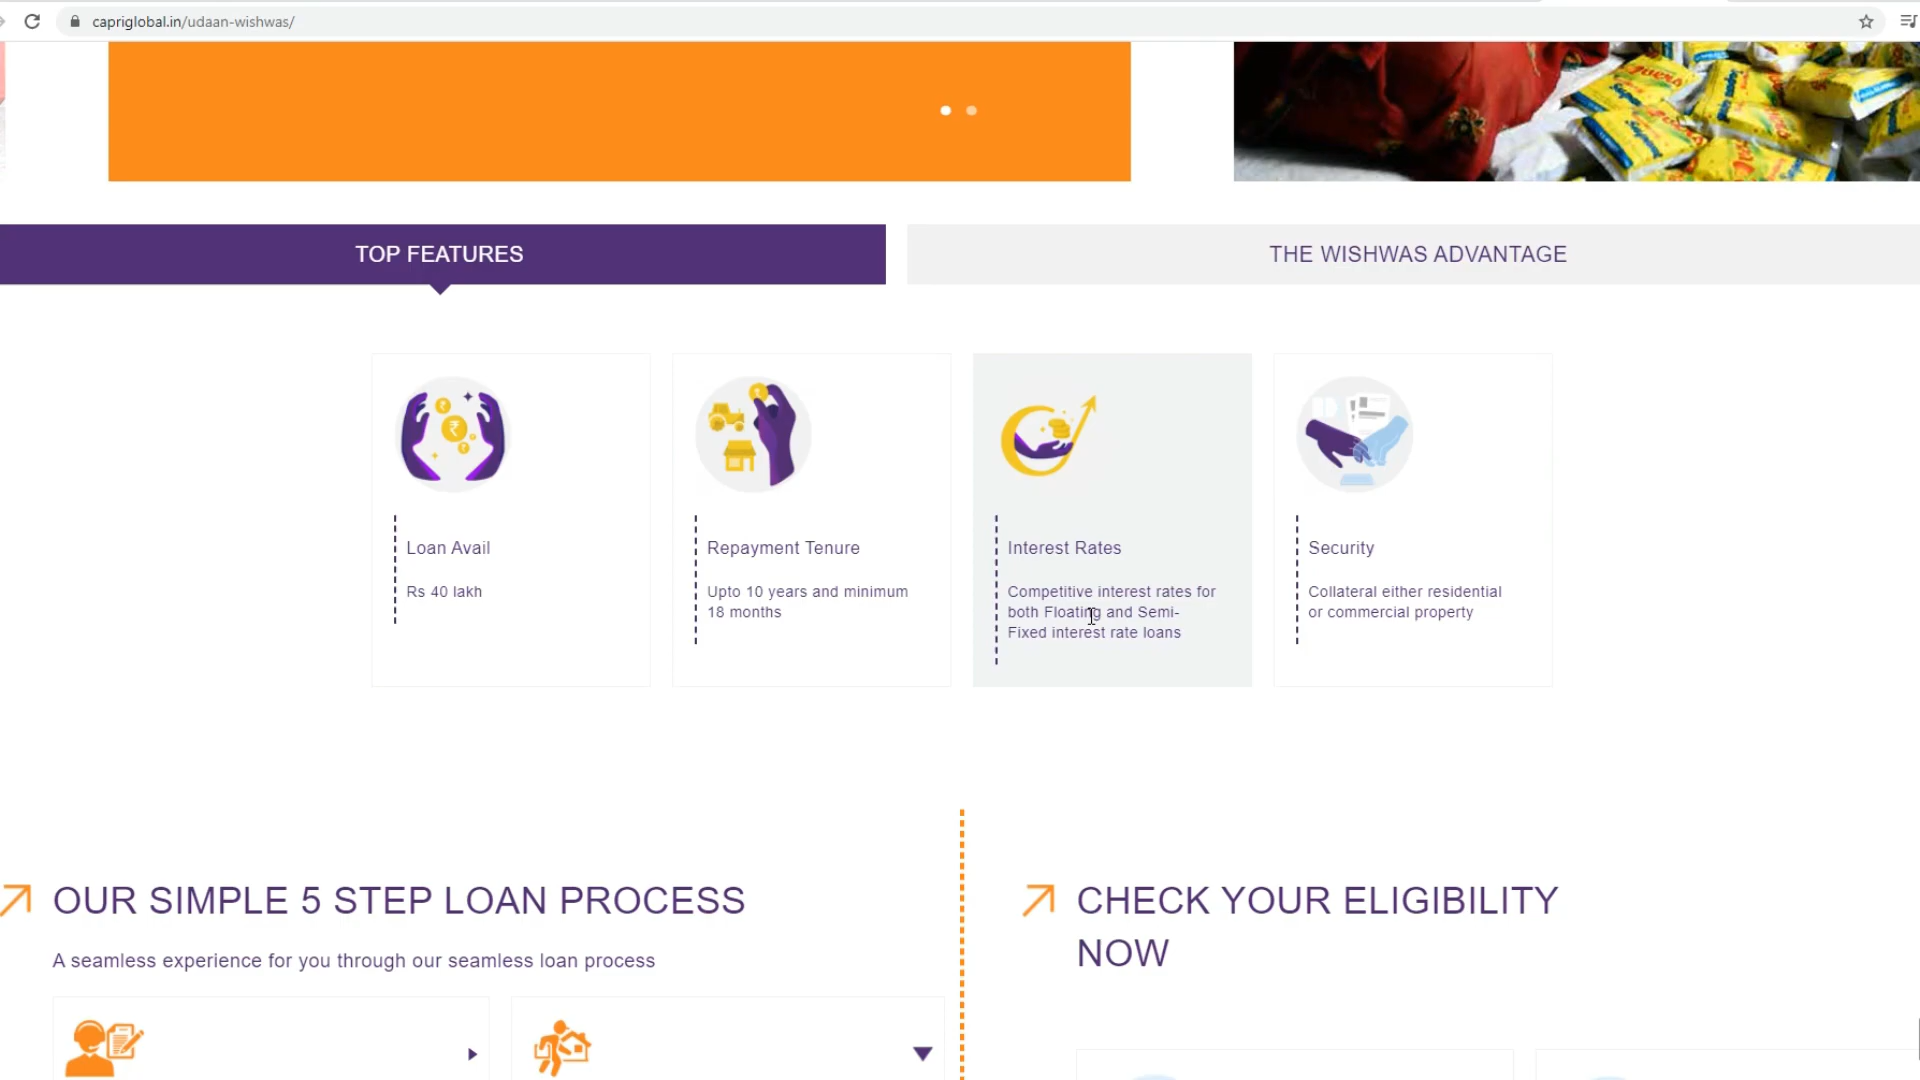 capriglobal.in/udaan-wishwas/
TOP FEATURES
THE WISHWAS ADVANTAGE
Loan Avail
Rs 40 lakh
Repayment Tenure
Upto 10 years and minimum
18 months
Interest Rates
Competitive interest rates for
both Floating and Semi-
Fixed interest rate loans
Security
Collateral either residential
or commercial property
OUR SIMPLE 5 STEP LOAN PROCESS
A seamless experience for you through our seamless loan process
CHECK YOUR ELIGIBILITY
NOW